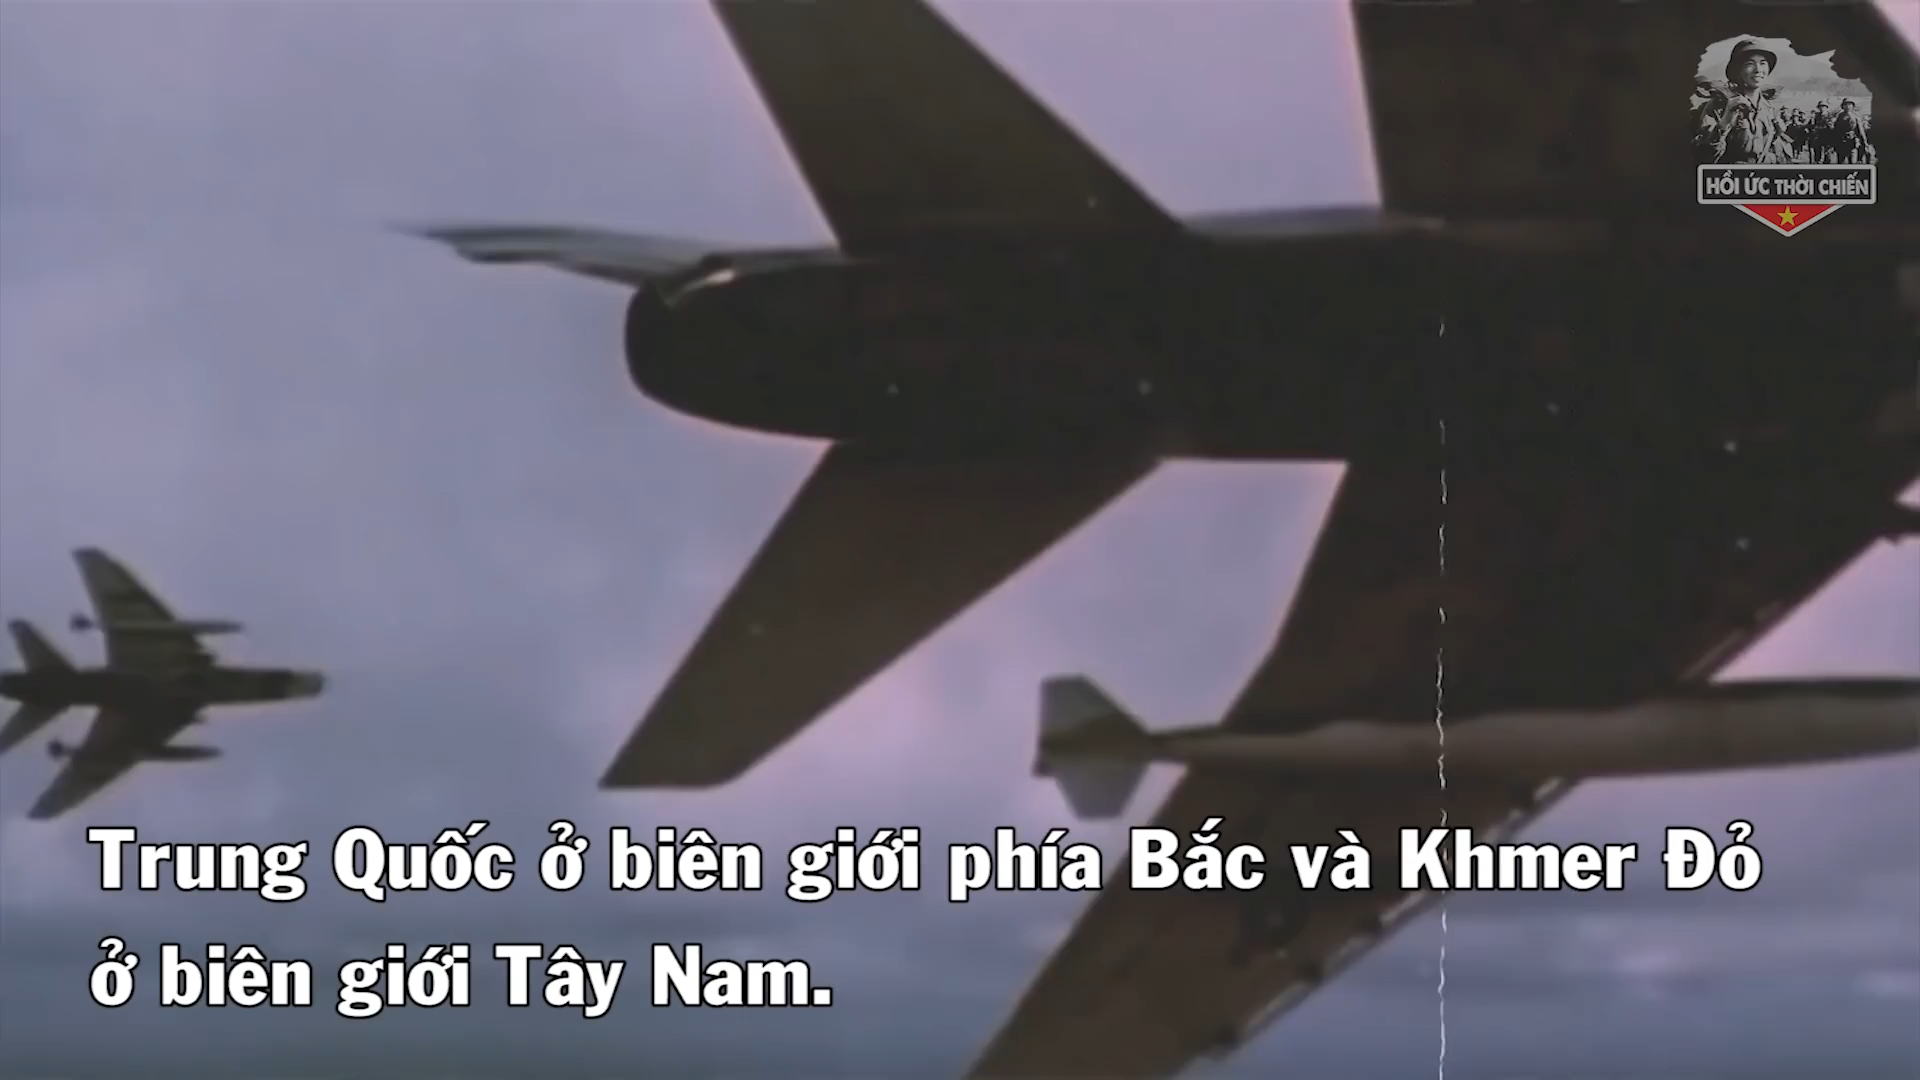 HỒI ỨC THỜI CHIẾN
Trung Quốc ở biên giới phía Bắc và Khmer Đỏ
ở biên giới Tây Nam.